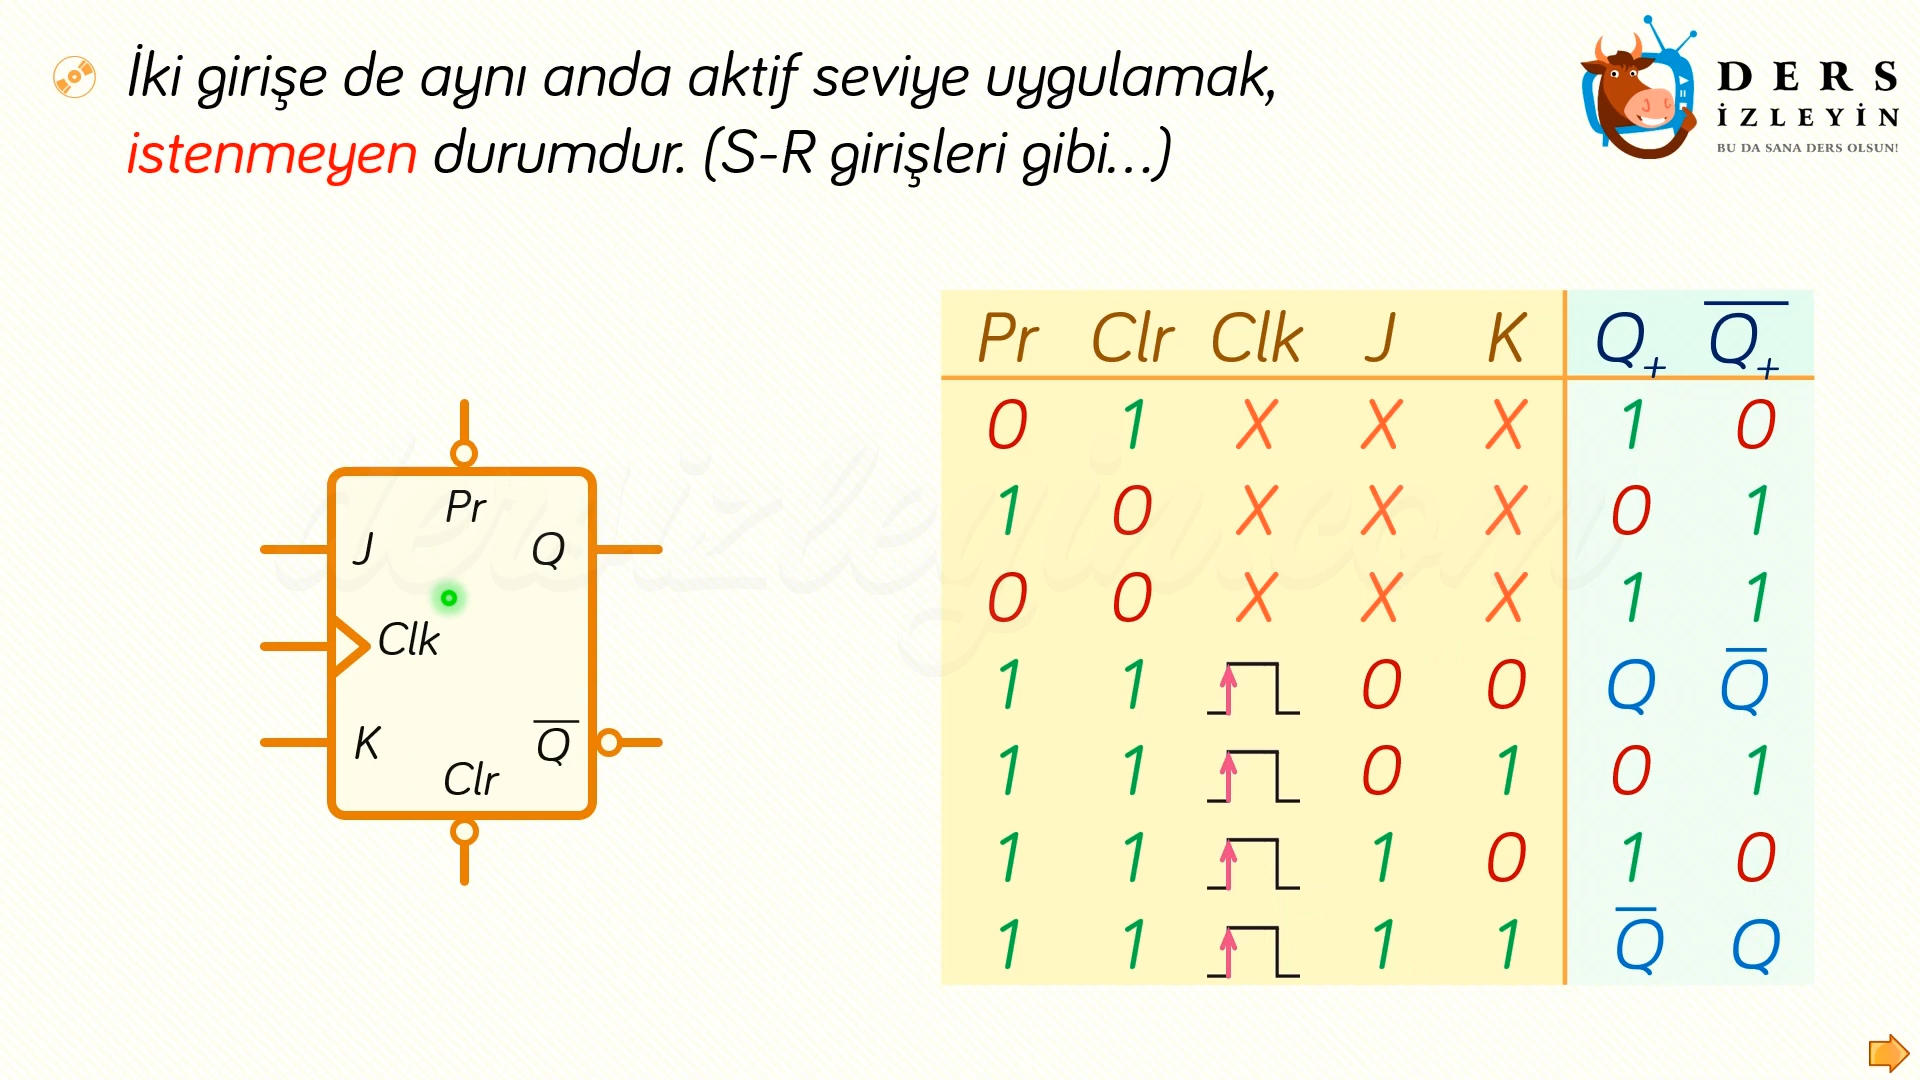 İki girişe de aynı anda aktif seviye uygulamak,
istenmeyen durumdur. (S-R girişleri gibi...)
DERS
İZLEYİN
BU DA SANA DERS OLSUN!
Pr
J Q
Clk
K Q̅
Clr
Pr Clr Clk J K Q₊ Q̅₊
0 1 X X X 1 0
1 0 X X X 0 1
0 0 X X X 1 1
1 1 0 0 Q Q̅
1 1 0 1 0 1
1 1 1 0 1 0
1 1 1 1 Q̅ Q
dersizleyin.com